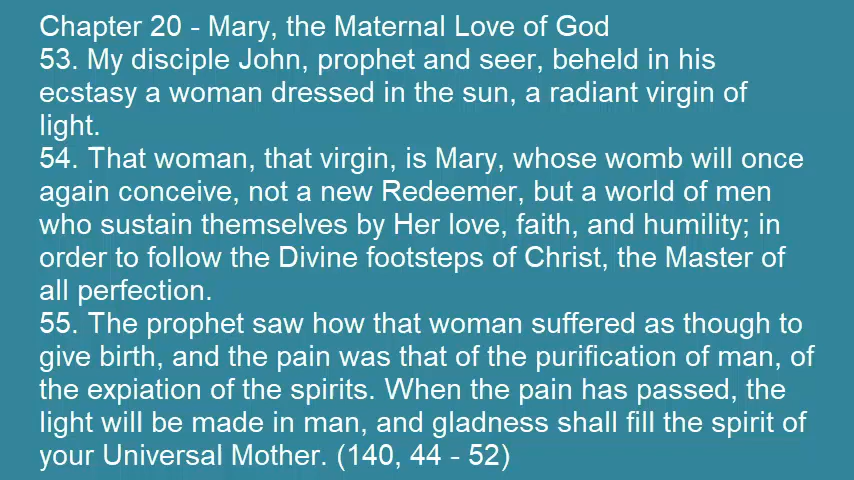 Chapter 20 - Mary, the Maternal Love of God
53. My disciple John, prophet and seer, beheld in his
ecstasy a woman dressed in the sun, a radiant virgin of
light.
54. That woman, that virgin, is Mary, whose womb will once
again conceive, not a new Redeemer, but a world of men
who sustain themselves by Her love, faith, and humility; in
order to follow the Divine footsteps of Christ, the Master of
all perfection.
55. The prophet saw how that woman suffered as though to
give birth, and the pain was that of the purification of man, of
the expiation of the spirits. When the pain has passed, the
light will be made in man, and gladness shall fill the spirit of
your Universal Mother. (140, 44 - 52)